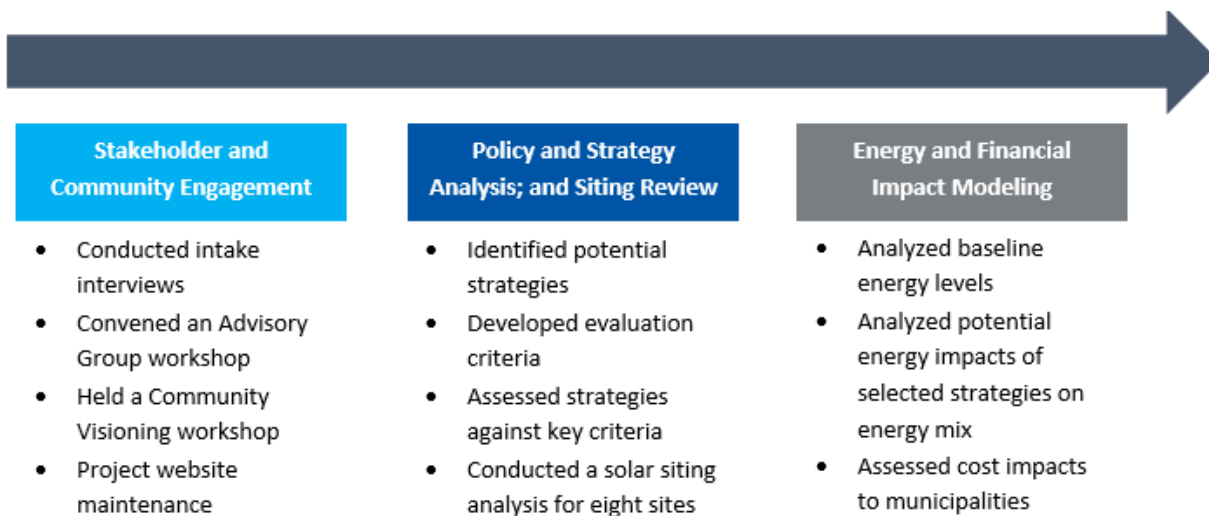 Stakeholder and
Community Engagement
• Conducted intake
interviews
• Convened an Advisory
Group workshop
• Held a Community
Visioning workshop
• Project website
maintenance
Policy and Strategy
Analysis; and Siting Review
• Identified potential
strategies
• Developed evaluation
criteria
• Assessed strategies
against key criteria
• Conducted a solar siting
analysis for eight sites
Energy and Financial
Impact Modeling
• Analyzed baseline
energy levels
• Analyzed potential
energy impacts of
selected strategies on
energy mix
• Assessed cost impacts
to municipalities